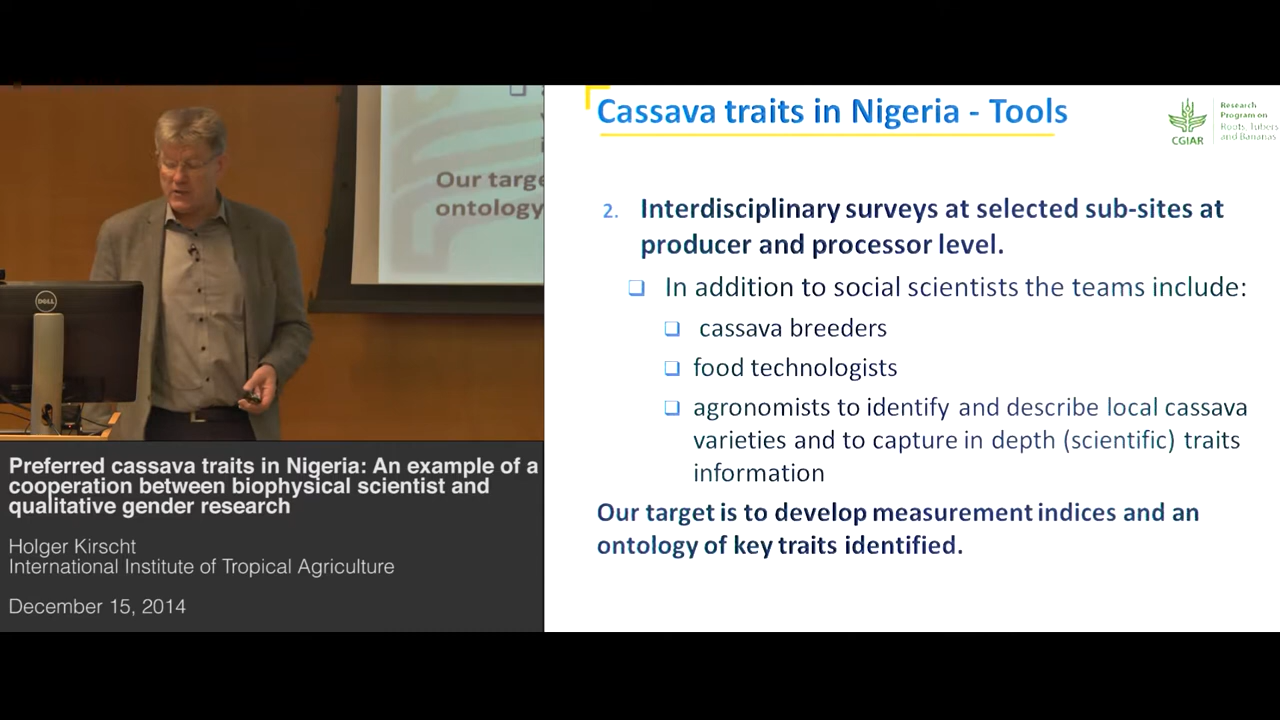 Our targe
ontology
DELL
Preferred cassava traits in Nigeria: An example of a
cooperation between biophysical scientist and
qualitative gender research
Holger Kirscht
International Institute of Tropical Agriculture
December 15, 2014
Cassava traits in Nigeria - Tools
CGIAR
Research
Program on
Roots, Tubers
and Bananas
2. Interdisciplinary surveys at selected sub-sites at
producer and processor level.
❑ In addition to social scientists the teams include:
❑ cassava breeders
❑ food technologists
❑ agronomists to identify and describe local cassava
varieties and to capture in depth (scientific) traits
information
Our target is to develop measurement indices and an
ontology of key traits identified.